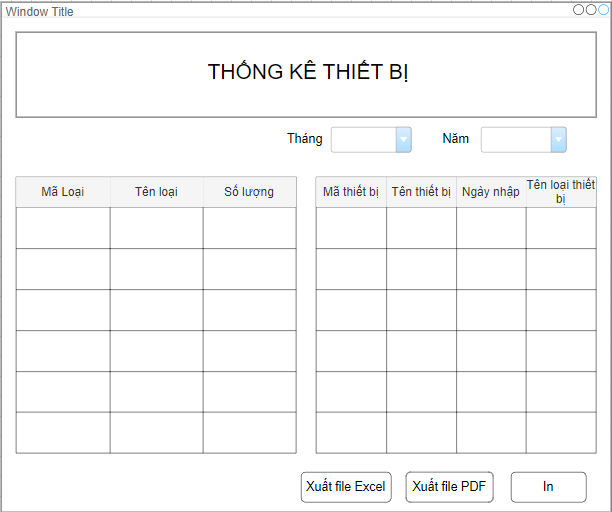 Window Title
THỐNG KÊ THIẾT BỊ
Tháng
Năm
Mã Loại
Tên loại
Số lượng
Mã thiết bị
Tên thiết bị
Ngày nhập
Tên loại thiết
bị
Xuất file Excel
Xuất file PDF
In